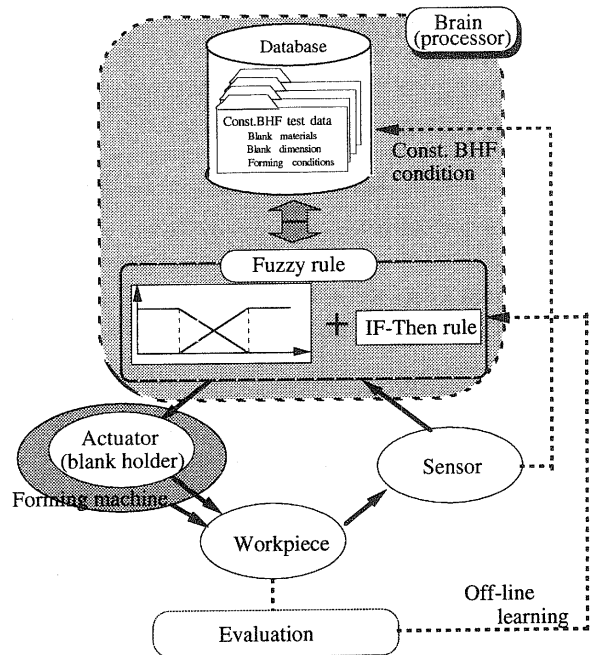 Brain
(processor)
Database
Const.BHF test data
Blank materials
Blank dimension
Forming conditions
Const. BHF
condition
Fuzzy rule
+
IF-Then rule
Actuator
(blank holder)
Forming machine
Sensor
Workpiece
Off-line
learning
Evaluation